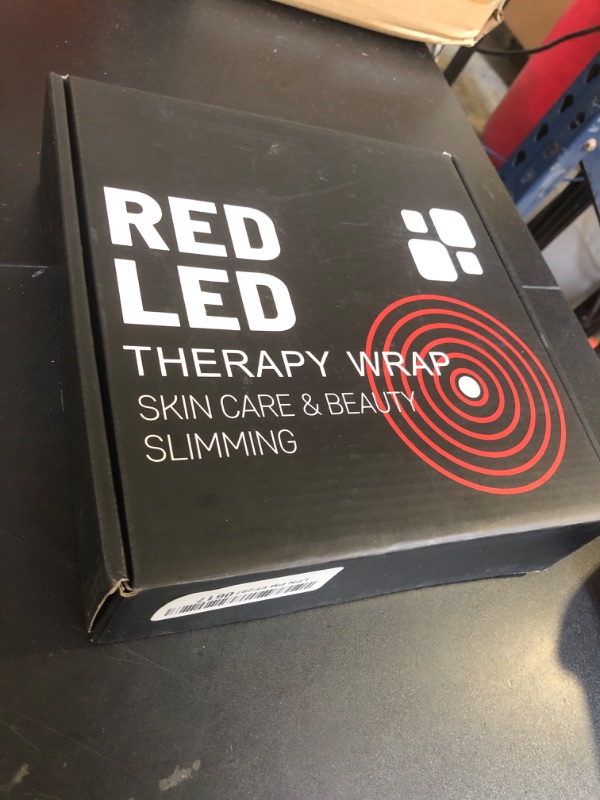 RED
LED
THERAPY WRAP
SKIN CARE & BEAUTY
SLIMMING